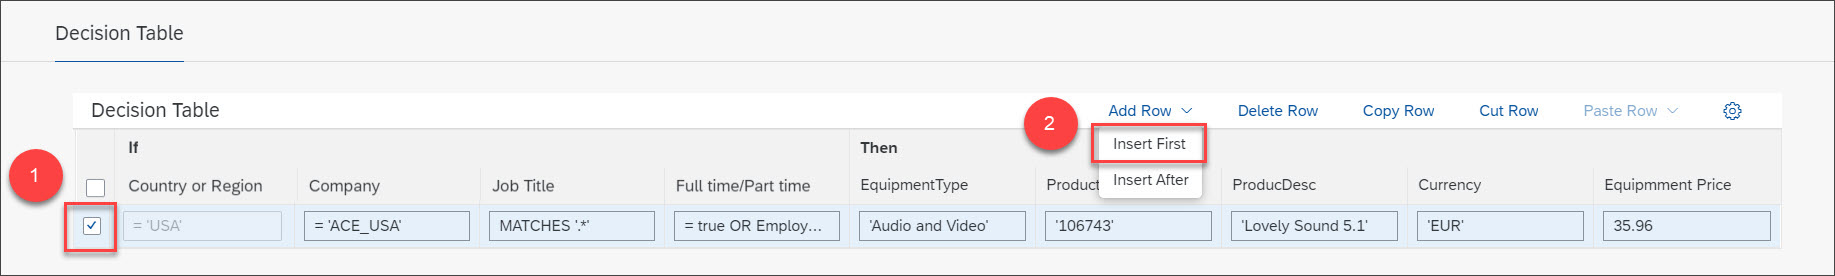 Decision Table
Decision Table
Add Row
Delete Row
Copy Row
Cut Row
Paste Row
2
Insert First
Insert After
1
If
Then
Country or Region
Company
Job Title
Full time/Part time
EquipmentType
Product
ProducDesc
Currency
Equipmment Price
= 'USA'
= 'ACE_USA'
MATCHES '.*'
= true OR Employ...
'Audio and Video'
'106743'
'Lovely Sound 5.1'
'EUR'
35.96